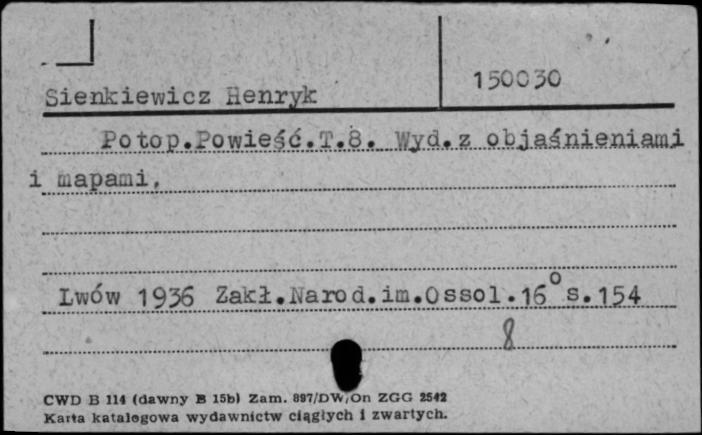 150030
Sienkiewicz Henryk
Potop.Powieść.T.8. Wyd.z objaśnieniami
i mapami,
Lwów 1936 Zakł.Narod.im.Ossol.16° s.154
8
CWD B 114 (dawny B 15b) Zam. 897/DW/On ZGG 2542
Karta katalogowa wydawnictw ciągłych i zwartych.